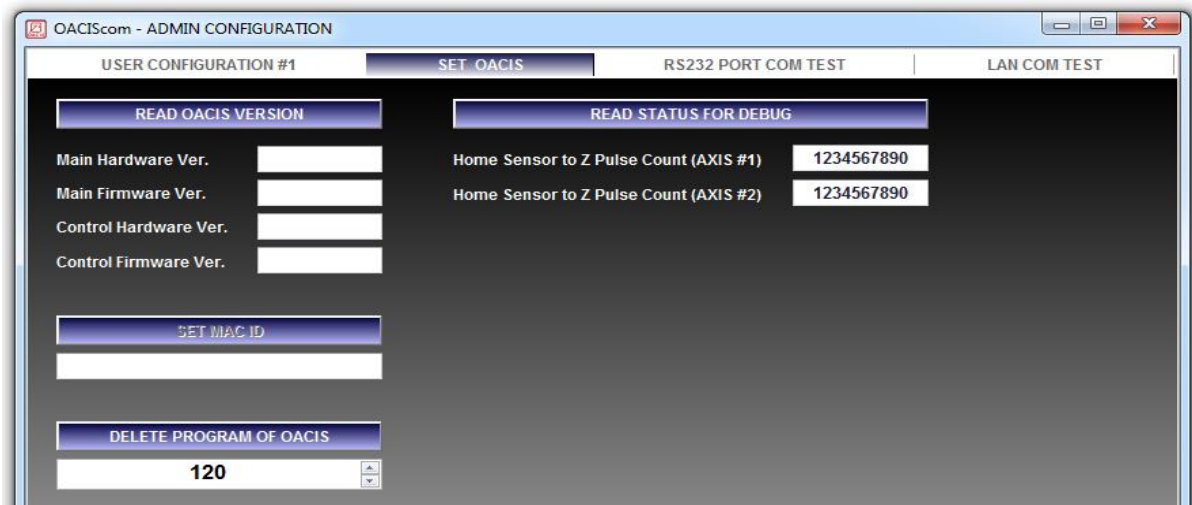 OACIScom - ADMIN CONFIGURATION
USER CONFIGURATION #1 SET OACIS RS232 PORT COM TEST LAN COM TEST
READ OACIS VERSION
Main Hardware Ver.
Main Firmware Ver.
Control Hardware Ver.
Control Firmware Ver.
SET MAC ID
DELETE PROGRAM OF OACIS
120
READ STATUS FOR DEBUG
Home Sensor to Z Pulse Count (AXIS #1) 1234567890
Home Sensor to Z Pulse Count (AXIS #2) 1234567890